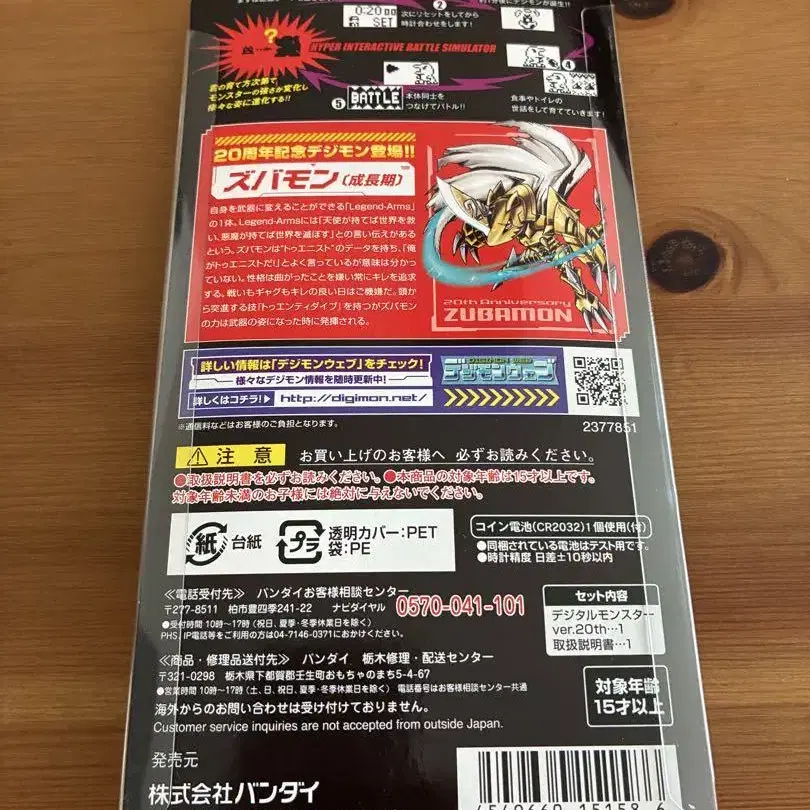 ②
0:20 00
SET
次にリセットをしてから
時計合わせをします!
約1分後にデジモンが誕生!!
?
HYPER INTERACTIVE BATTLE SIMULATOR
④
君の育て方次第で
モンスターの強さが変化し
様々な姿に進化する!!
⑤
BATTLE
本体同士を
つなげてバトル!!
食事やトイレの
世話をして育てていきます!
20周年記念デジモン登場!!
ズバモン(成長期)
自身を武器に変えることができる「Legend-Arms」
の1体。Legend-Armsには「天使が持てば世界を救
い、悪魔が持てば世界を滅ぼす」との言い伝えがある
という。ズバモンは“トゥエニスト”のデータを持ち、「俺
がトゥエニストだ!」とよく言っているが意味は分かっ
ていない。性格は曲がったことを嫌い常にキレを追求
する。戦いもギャグもキレの良い日はご機嫌だ。頭から
突進する技「トゥエンティダイブ」を持つがズバモン
の力は武器の姿になった時に発揮される。
20th Anniversary
ZUBAMON
詳しい情報は「デジモンウェブ」をチェック!
様々なデジモン情報を随時更新中!
詳しくはコチラ!▶ http://digimon.net/
DIGIMON WEB
デジモンウェブ
※通信料などはお客様のご負担となります。
2377851
⚠注意 お買い上げのお客様へ 必ずお読みください。
●取扱説明書を必ずお読みください。●本商品の対象年齢は15才以上です。
対象年齢未満のお子様には絶対に与えないでください。
紙 台紙
プラ 透明カバー:PET
袋:PE
コイン電池(CR2032)1個使用(付)
●同梱されている電池はテスト用です。
●時計精度 日差±10秒以内
≪電話受付先≫ バンダイお客様相談センター
〒277-8511 柏市豊四季241-22 ナビダイヤル 0570-041-101
●受付時間 10時〜17時(祝日、夏季・冬季休業日を除く)
PHS、IP電話等をご利用の方は04-7146-0371におかけください。
≪商品・修理品送付先≫ バンダイ 栃木修理・配送センター
〒321-0298 栃木県下都賀郡壬生町おもちゃのまち5-4-67
●営業時間 10時〜17時(土、日、祝日、夏季・冬季休業日を除く) 電話番号はお客様相談センター共通
海外からのお問い合わせは受け付けておりません。
Customer service inquiries are not accepted from outside Japan.
セット内容
デジタルモンスター
ver.20th…1
取扱説明書…1
対象年齢
15才以上
発売元
株式会社バンダイ
4549660 15158 6